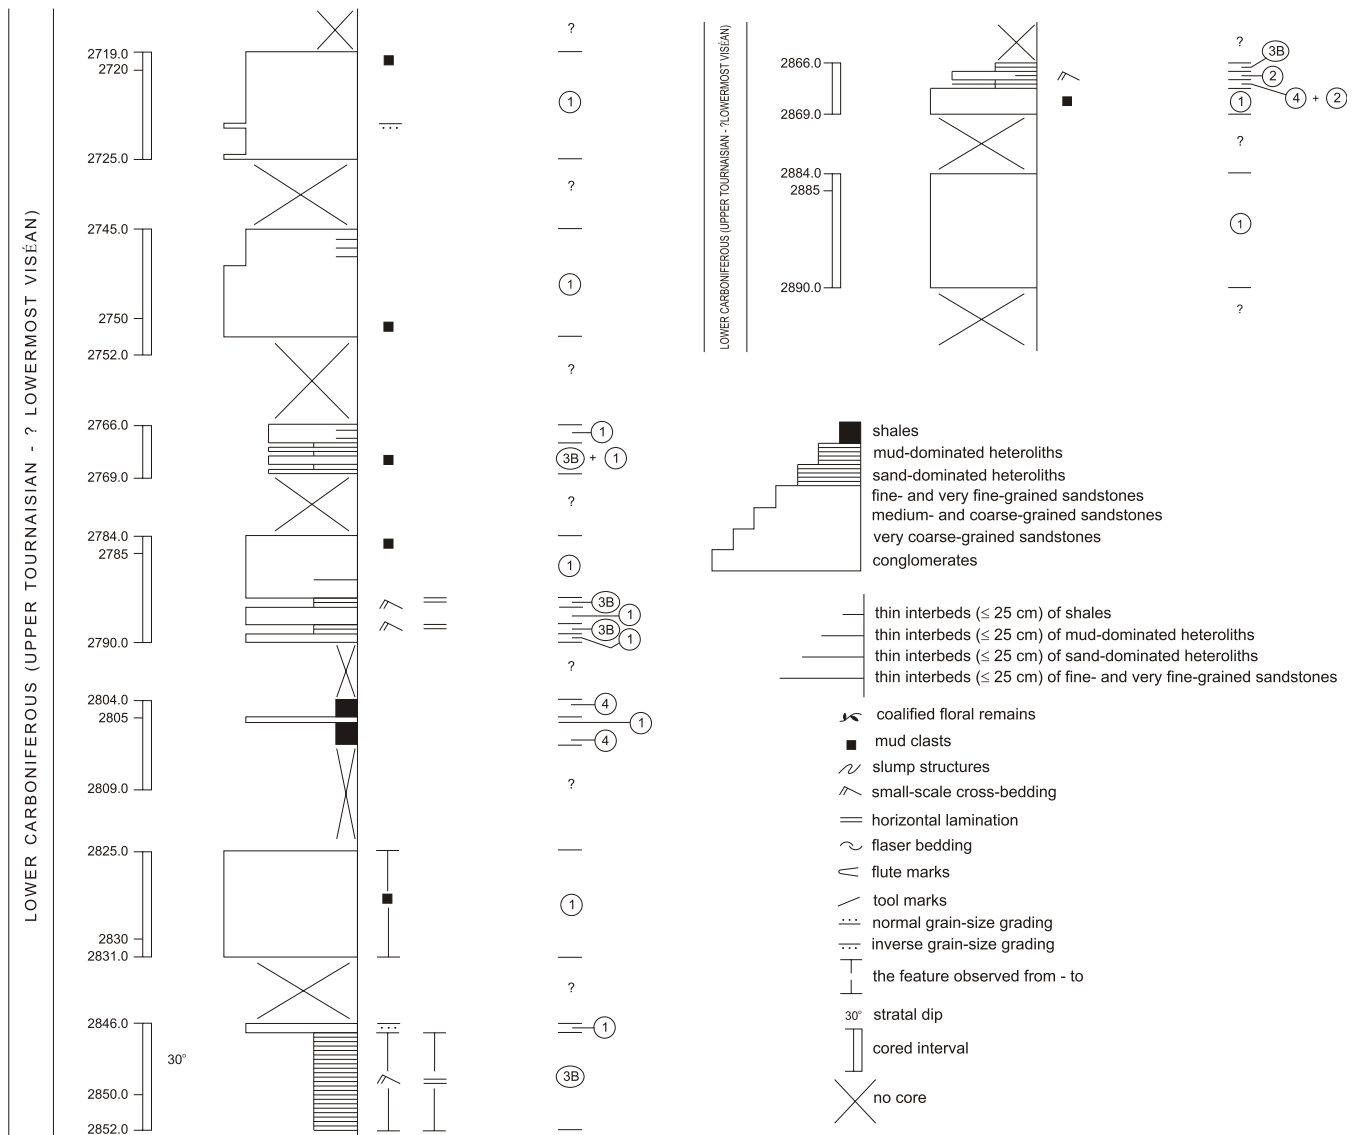 LOWER CARBONIFEROUS (UPPER TOURNAISIAN - ? LOWERMOST VISÉAN)
?
2719.0
2720
1
2725.0
?
2745.0
1
2750
2752.0
?
2766.0
1
3B + 1
2769.0
?
2784.0
2785
1
3B
1
3B
1
2790.0
?
2804.0
4
2805
1
4
2809.0
?
2825.0
1
2830
2831.0
?
2846.0
1
30°
3B
2850.0
2852.0
LOWER CARBONIFEROUS (UPPER TOURNAISIAN - ?LOWERMOST VISÉAN)
?
3B
2866.0
2
4 + 2
1
2869.0
?
2884.0
2885
1
2890.0
?
shales
mud-dominated heteroliths
sand-dominated heteroliths
fine- and very fine-grained sandstones
medium- and coarse-grained sandstones
very coarse-grained sandstones
conglomerates
thin interbeds (≤ 25 cm) of shales
thin interbeds (≤ 25 cm) of mud-dominated heteroliths
thin interbeds (≤ 25 cm) of sand-dominated heteroliths
thin interbeds (≤ 25 cm) of fine- and very fine-grained sandstones
coalified floral remains
mud clasts
slump structures
small-scale cross-bedding
horizontal lamination
flaser bedding
flute marks
tool marks
normal grain-size grading
inverse grain-size grading
the feature observed from - to
30° stratal dip
cored interval
no core